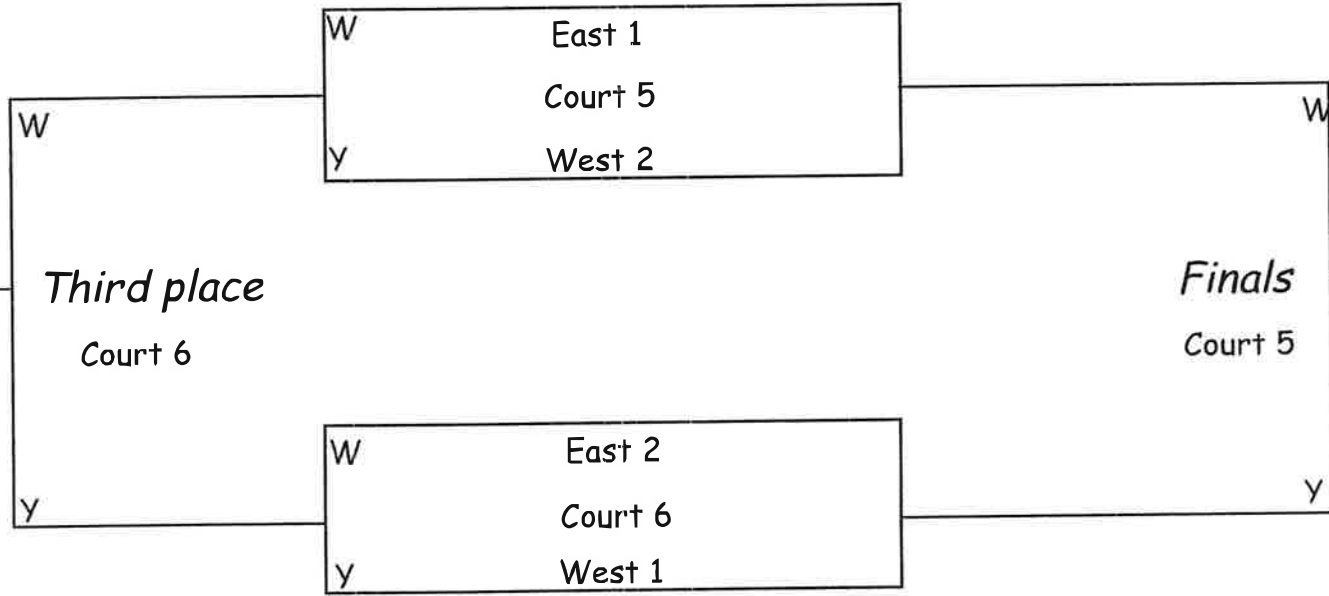 W East 1
Court 5
Y West 2
W
W
Third place
Court 6
Finals
Court 5
Y
Y
W East 2
Court 6
Y West 1